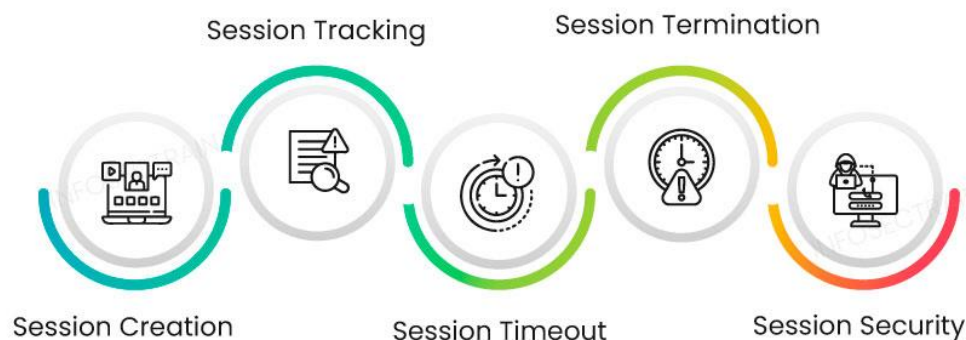 Session Tracking
Session Termination
Session Creation
Session Timeout
Session Security